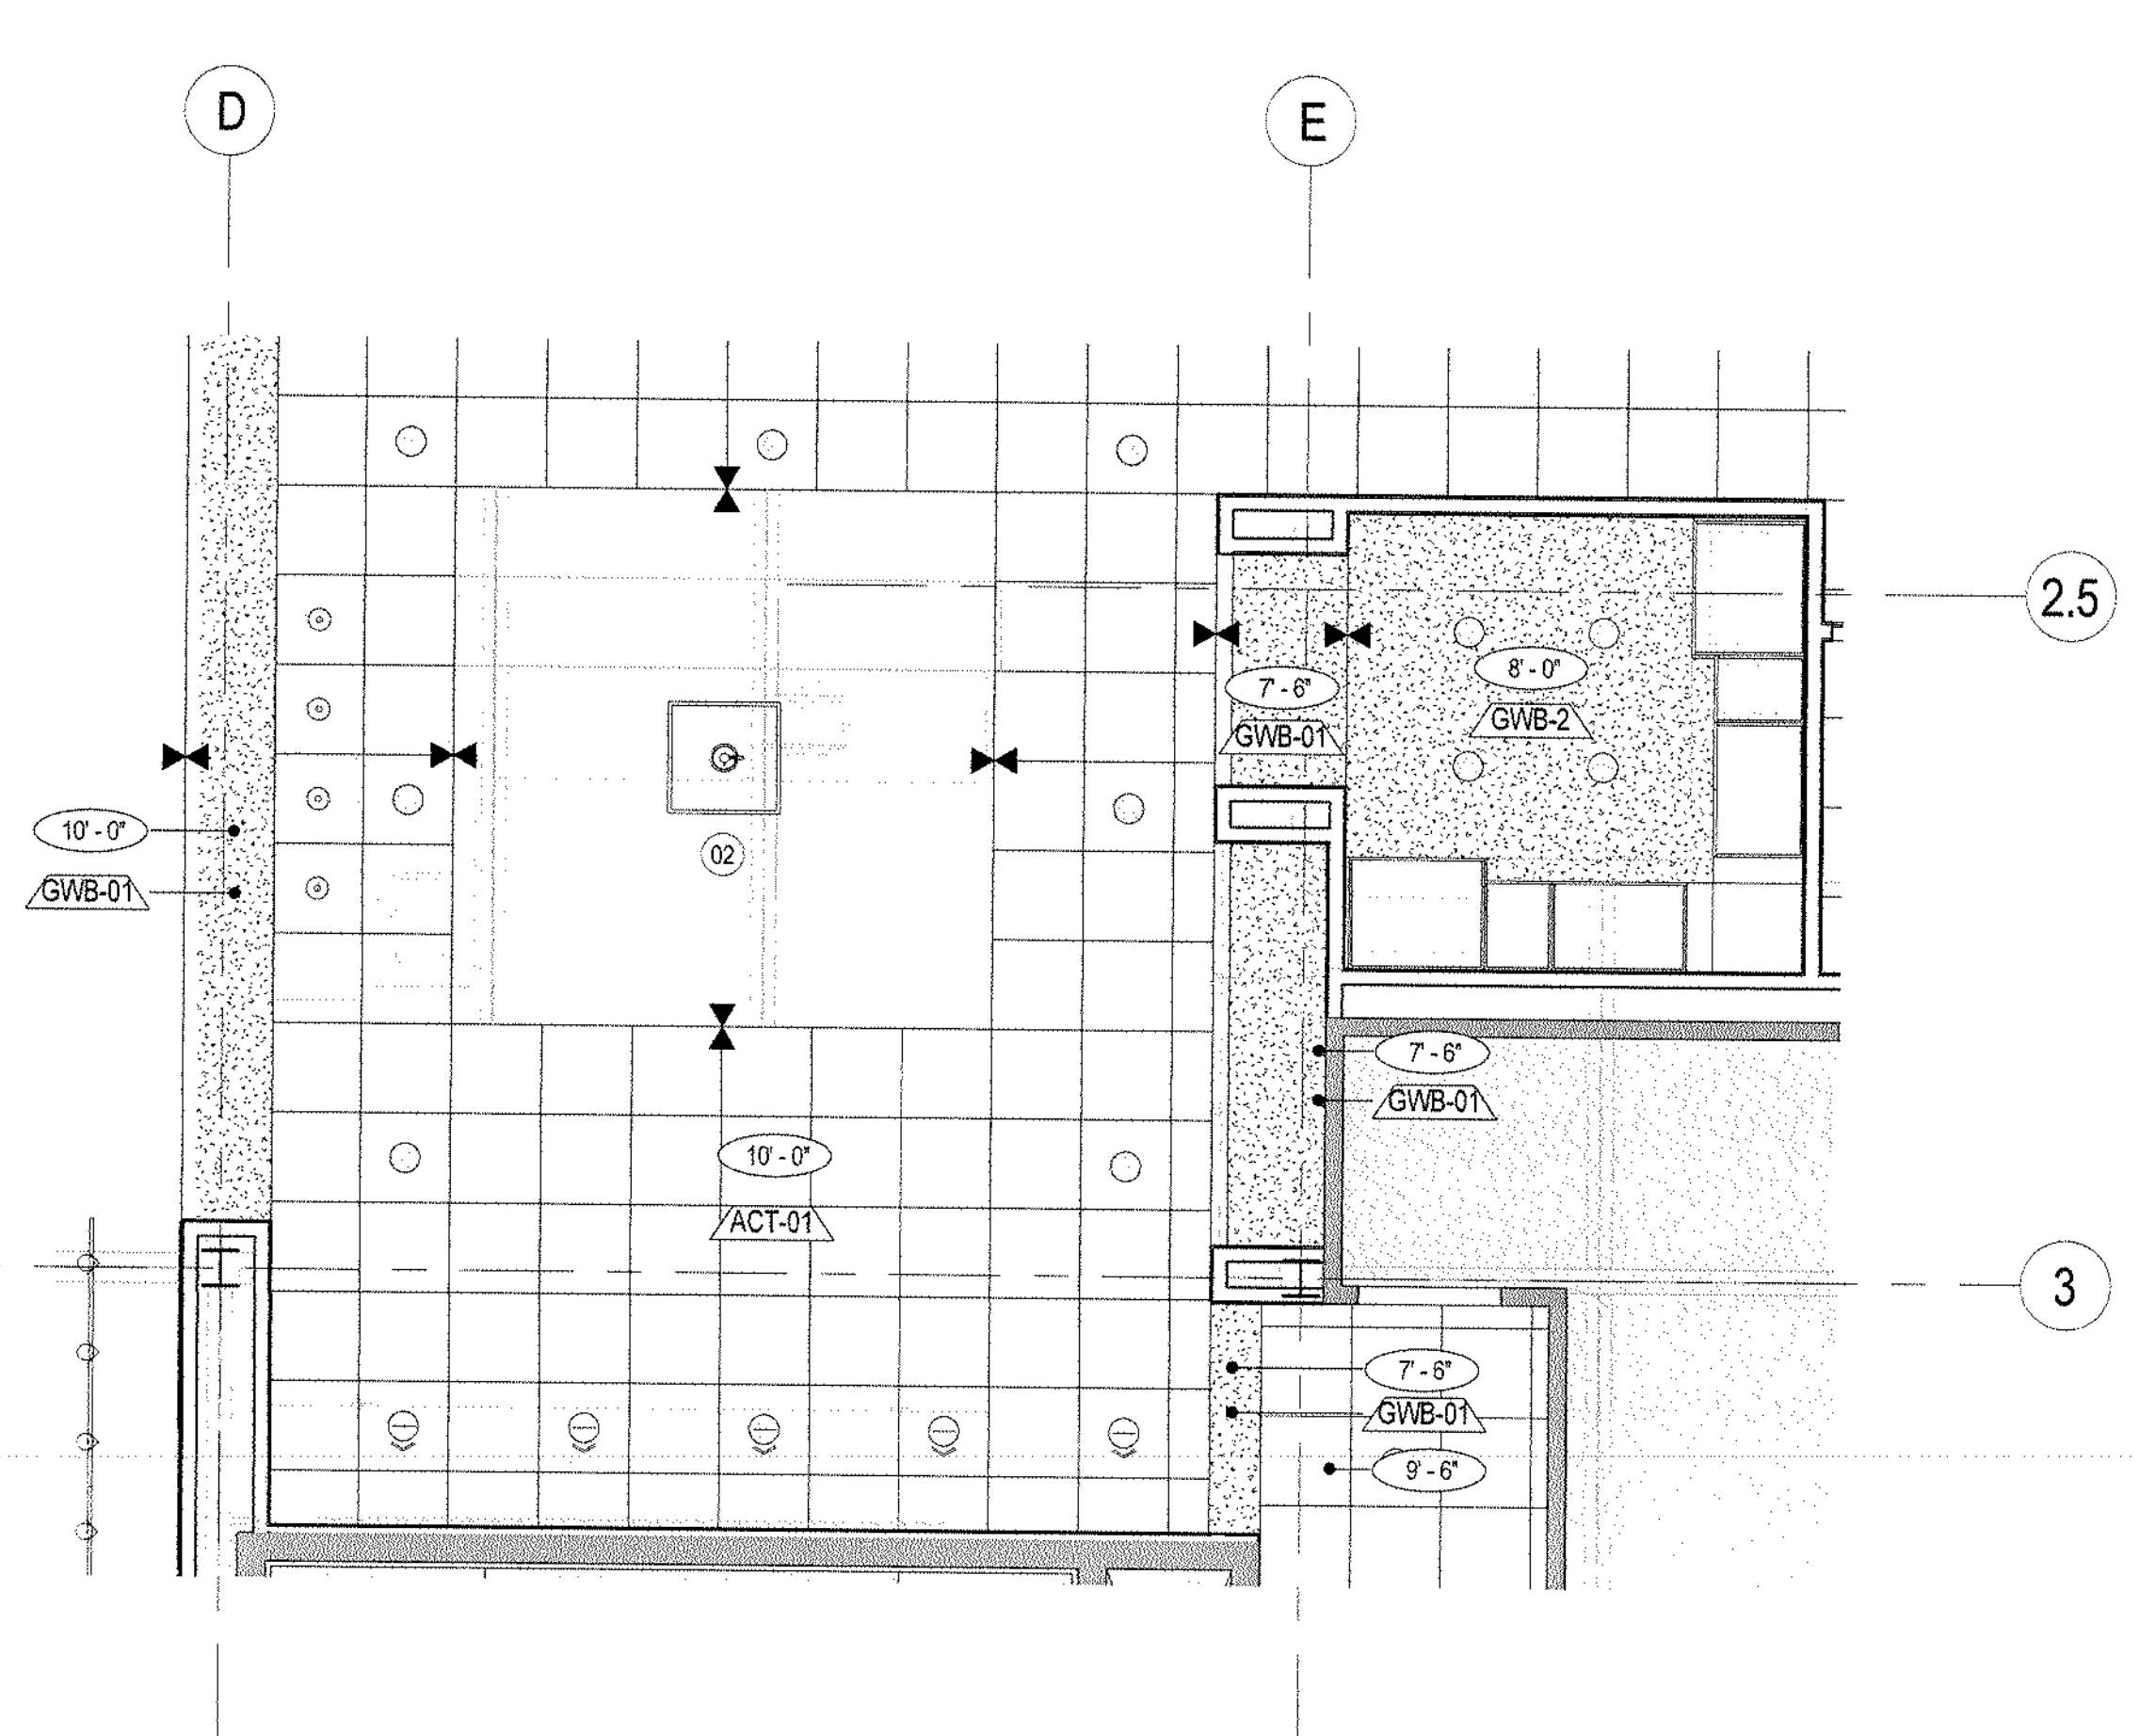 D
E
2.5
8' - 0"
7' - 6"
GWB-2
GWB-01
10' - 0"
02
GWB-01
7' - 6"
GWB-01
10' - 0"
ACT-01
3
7' - 6"
GWB-01
9' - 6"